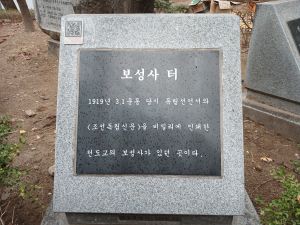 보성사 터
1919년 3.1운동 당시 독립선언서와
《조선독립신문》을 비밀리에 인쇄한
천도교의 보성사가 있던 곳이다.